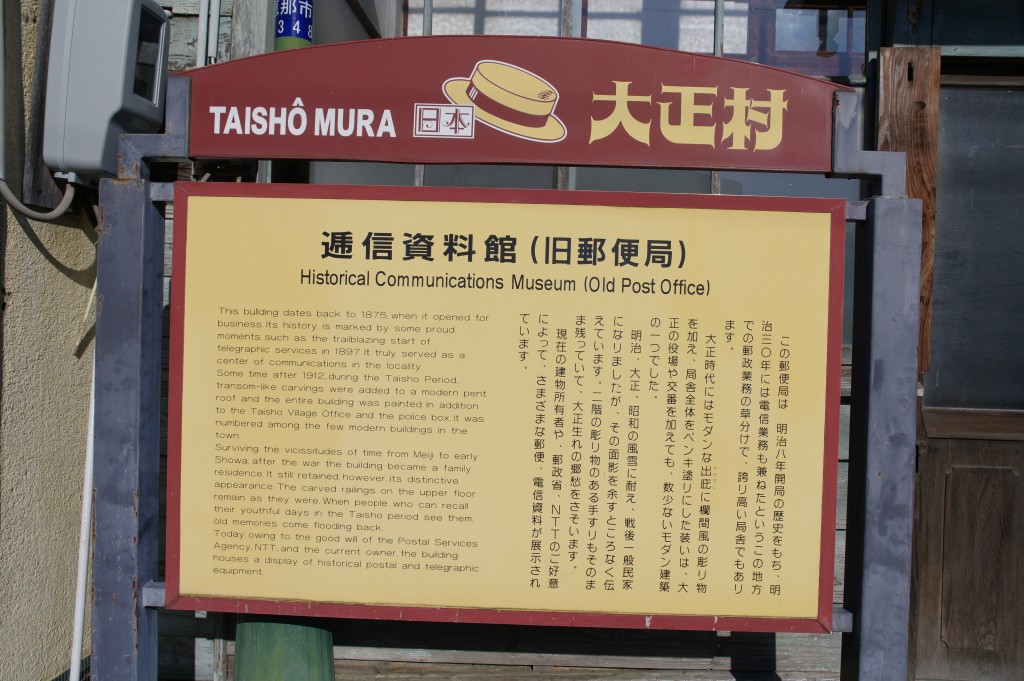 那市
348
TAISHÔ MURA 日本 大正村
逓信資料館(旧郵便局)
Historical Communications Museum (Old Post Office)
This building dates back to 1875, when it opened for
business. Its history is marked by some proud
moments, such as the trailblazing start of
telegraphic services in 1897. It truly served as a
center of communications in the locality.
Some time after 1912, during the Taisho Period,
transom-like carvings were added to a modern pent
roof and the entire building was painted. In addition
to the Taisho Village Office and the police box, it was
numbered among the few modern buildings in the
town.
Surviving the vicissitudes of time from Meiji to early
Showa, after the war the building became a family
residence. It still retained, however, its distinctive
appearance. The carved railings on the upper floor
remain as they were. When people who can recall
their youthful days in the Taisho period see them,
old memories come flooding back.
Today, owing to the good will of the Postal Services
Agency, NTT, and the current owner, the building
houses a display of historical postal and telegraphic
equipment.
この郵便局は、明治八年開局の歴史をもち、明
治三〇年には電信業務も兼ねたというこの地方
での郵政業務の草分けで、誇り高い局舎でもあり
ます。
大正時代にはモダンな出庇に欄間風の彫り物
を加え、局舎全体をペンキ塗りにした装いは、大
正の役場や交番を加えても、数少ないモダン建築
の一つでした。
明治、大正、昭和の風雪に耐え、戦後一般民家
になりましたが、その面影を余すところなく伝
えています。二階の彫り物のある手すりもそのま
ま残っていて、大正生れの郷愁をさそいます。
現在の建物所有者や、郵政省、NTTのご好意
によって、さまざまな郵便、電信資料が展示され
ています。